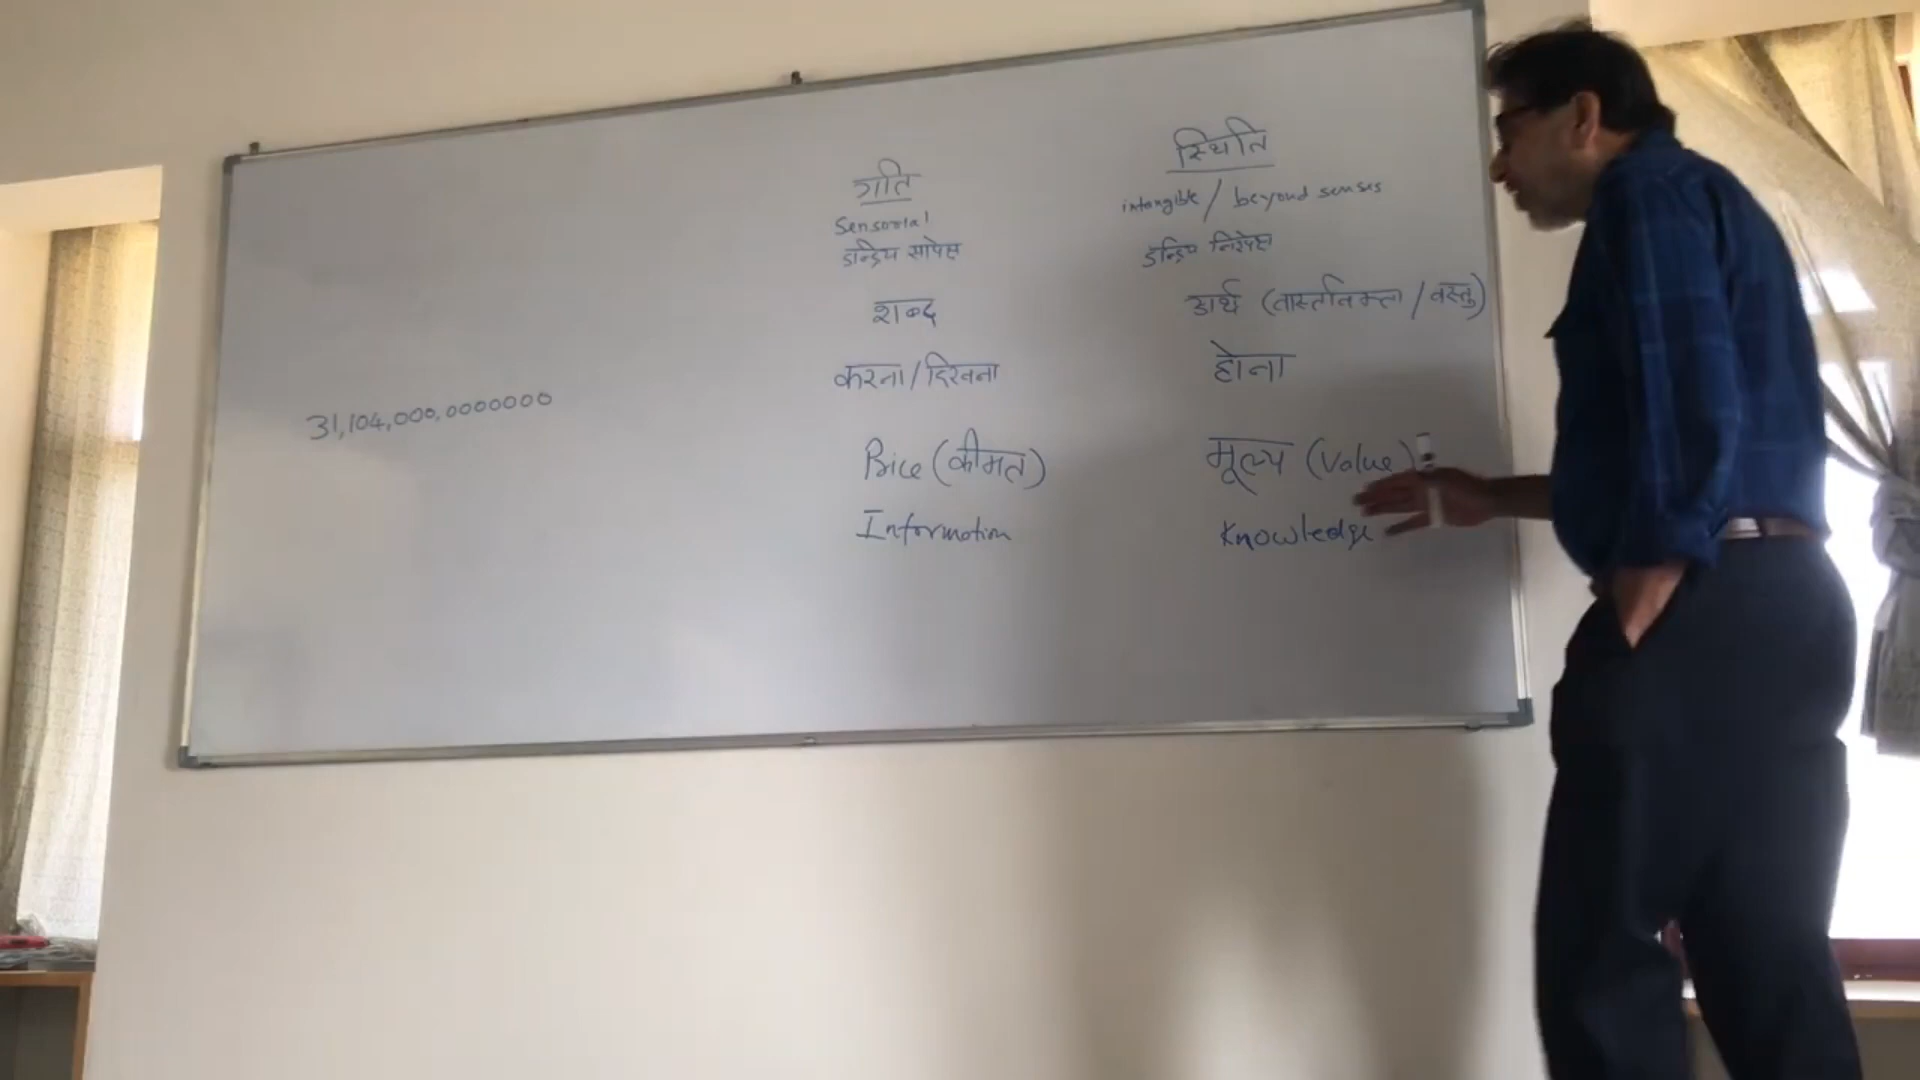 गति
Sensorial
इन्द्रिय सापेक्ष
शब्द
करना/दिखना
Price (कीमत)
Information
स्थिति
intangible / beyond senses
इन्द्रिय निरपेक्ष
अर्थ (वास्तविकता / वस्तु)
होना
मूल्य (Value)
Knowledge
31,104,000,0000000